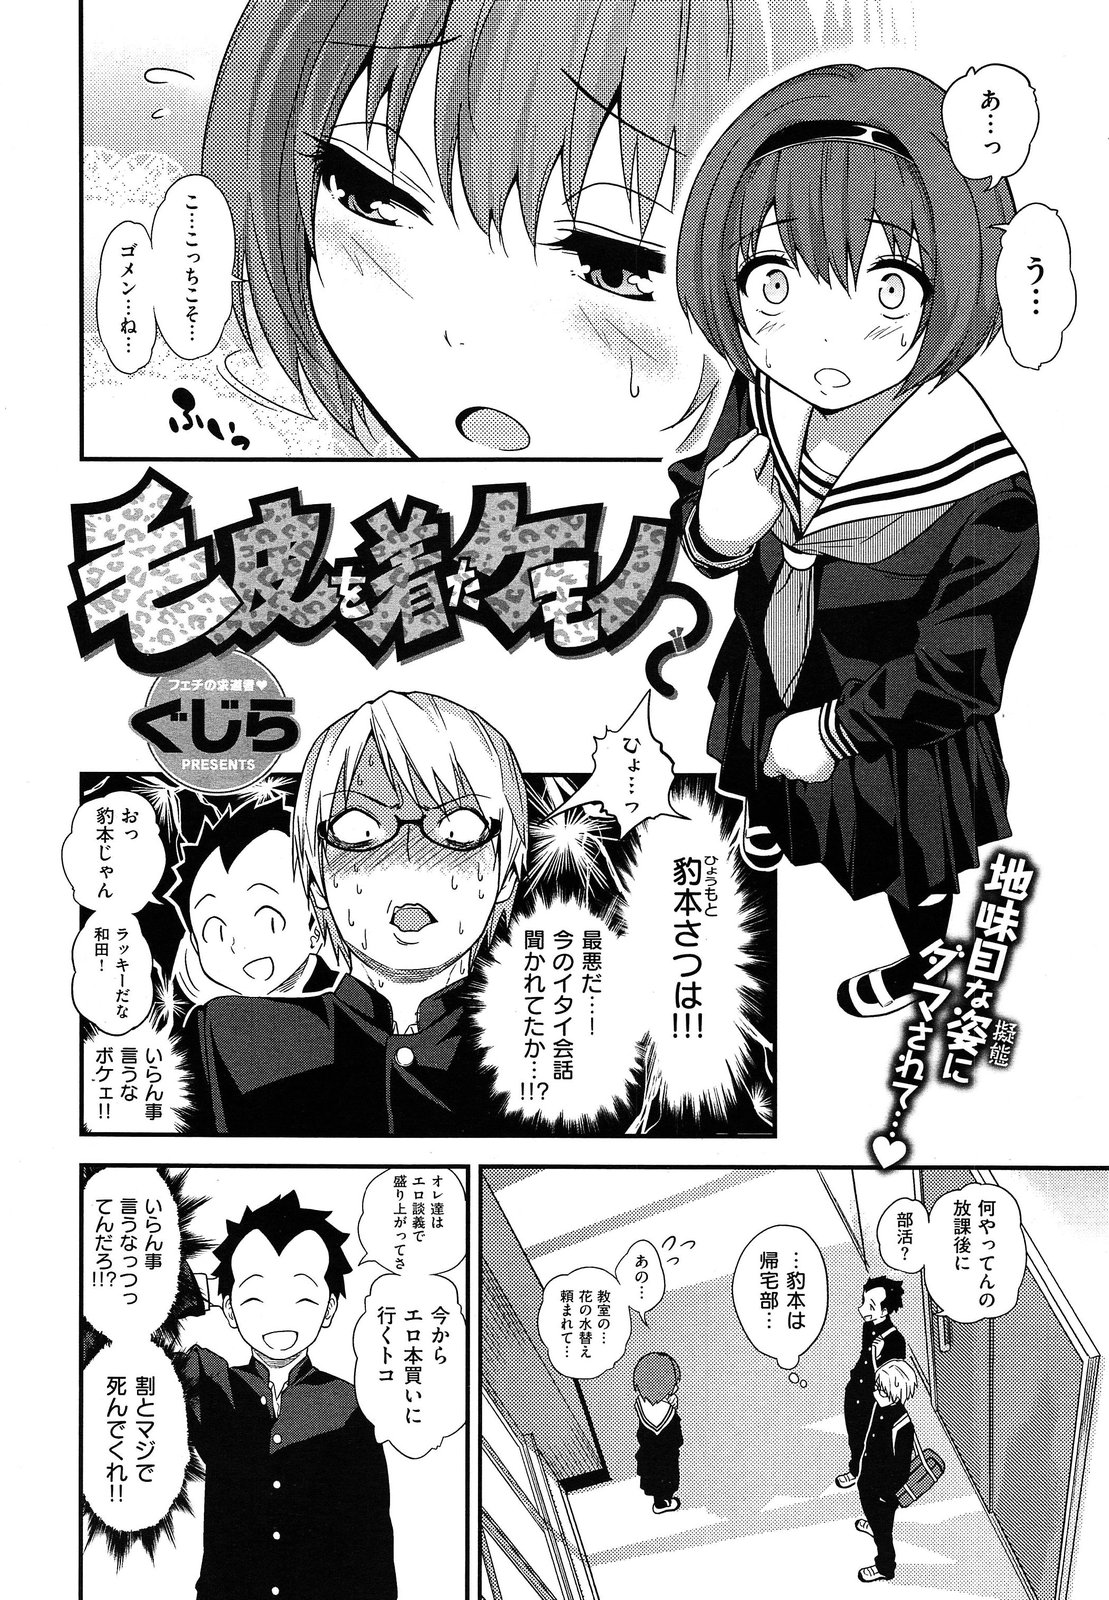 あ…っ
う…
こ…こっちこそ…
ゴメン…ね…
ふいっ
毛皮を着たケモノ
フェチの求道書♥
ぐじら
PRESENTS
地味目な姿に
擬態
ダマされて…♥
ひょ…っ
豹本さつは!!!
ひょうもと
最悪だ…!
今のイタイ会話
聞かれてたか…!!!?
おっ
豹本じゃん
ラッキーだな
和田!
いらん事
言うな
ボケェ!!
何やってんの
放課後に
部活?
…豹本は
帰宅部…
あの…
教室の…
花の水替え
頼まれて…
オレ達は
エロ談義で
盛り上がってさ
今から
エロ本買いに
行くトコ
いらん事
言うなっつっ
てんだろ!!?
割とマジで
死んでくれ!!